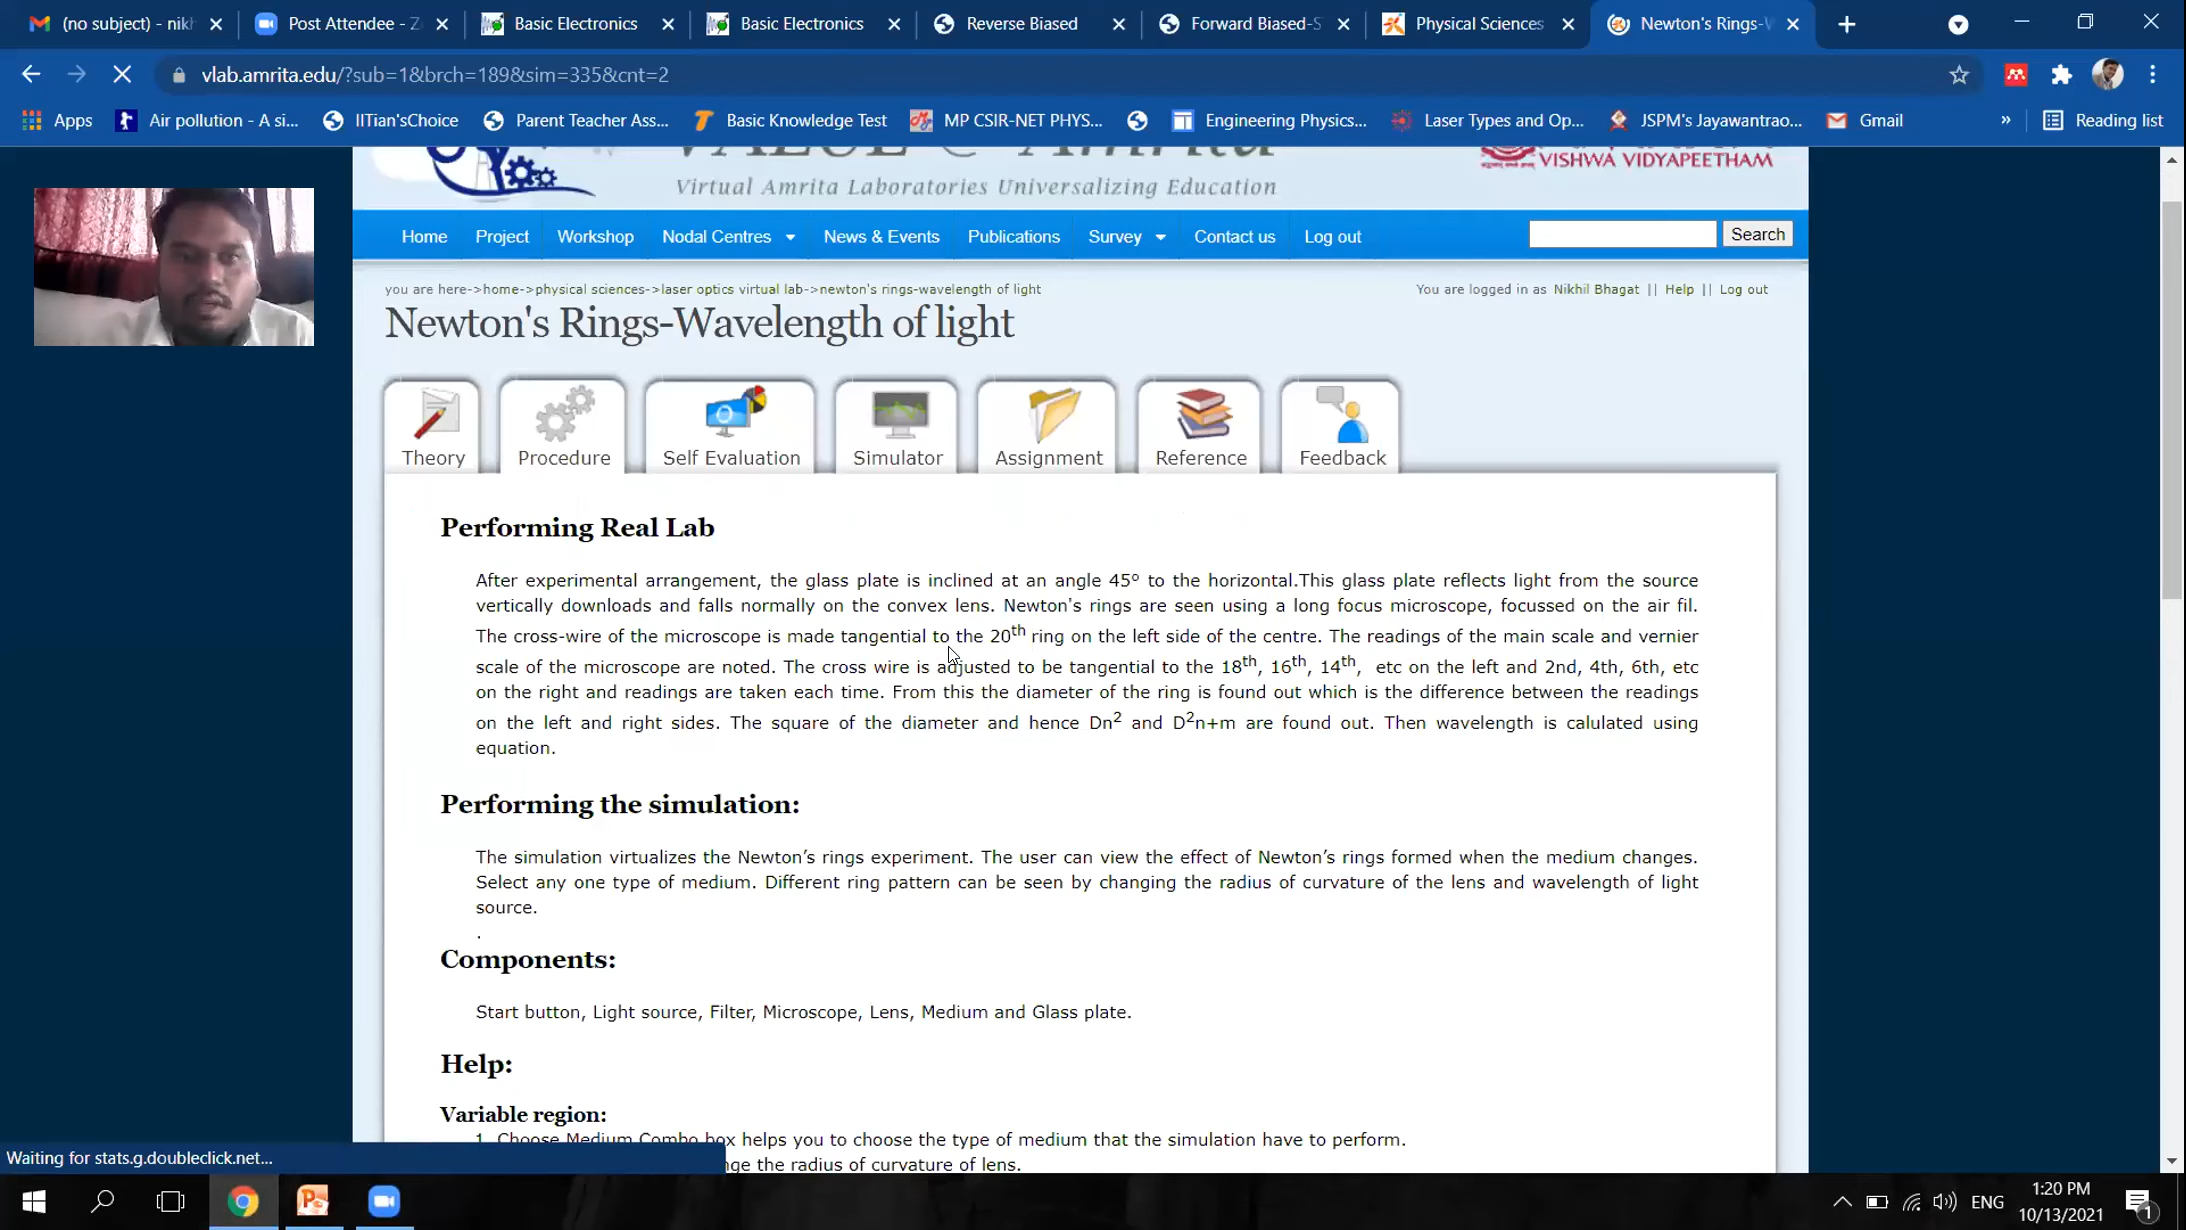 (no subject) - nikh
Post Attendee - Z
Basic Electronics
Basic Electronics
Reverse Biased
Forward Biased-S
Physical Sciences
Newton's Rings-W
vlab.amrita.edu/?sub=1&brch=189&sim=335&cnt=2
Apps
Air pollution - A si...
IITian'sChoice
Parent Teacher Ass...
Basic Knowledge Test
MP CSIR-NET PHYS...
Engineering Physics...
Laser Types and Op...
JSPM's Jayawantrao...
Gmail
»
Reading list
VALUE @ Amrita
Virtual Amrita Laboratories Universalizing Education
VISHWA VIDYAPEETHAM
Home Project Workshop Nodal Centres News & Events Publications Survey Contact us Log out Search
you are here->home->physical sciences->laser optics virtual lab->newton's rings-wavelength of light
You are logged in as Nikhil Bhagat || Help || Log out
Newton's Rings-Wavelength of light
Theory Procedure Self Evaluation Simulator Assignment Reference Feedback
Performing Real Lab
After experimental arrangement, the glass plate is inclined at an angle 45º to the horizontal.This glass plate reflects light from the source
vertically downloads and falls normally on the convex lens. Newton's rings are seen using a long focus microscope, focussed on the air fil.
The cross-wire of the microscope is made tangential to the 20th ring on the left side of the centre. The readings of the main scale and vernier
scale of the microscope are noted. The cross wire is adjusted to be tangential to the 18th, 16th, 14th, etc on the left and 2nd, 4th, 6th, etc
on the right and readings are taken each time. From this the diameter of the ring is found out which is the difference between the readings
on the left and right sides. The square of the diameter and hence Dn2 and D2n+m are found out. Then wavelength is calulated using
equation.
Performing the simulation:
The simulation virtualizes the Newton's rings experiment. The user can view the effect of Newton's rings formed when the medium changes.
Select any one type of medium. Different ring pattern can be seen by changing the radius of curvature of the lens and wavelength of light
source.
.
Components:
Start button, Light source, Filter, Microscope, Lens, Medium and Glass plate.
Help:
Variable region:
1. Choose Medium Combo box helps you to choose the type of medium that the simulation have to perform.
nge the radius of curvature of lens.
Waiting for stats.g.doubleclick.net...
ENG
1:20 PM
10/13/2021
1